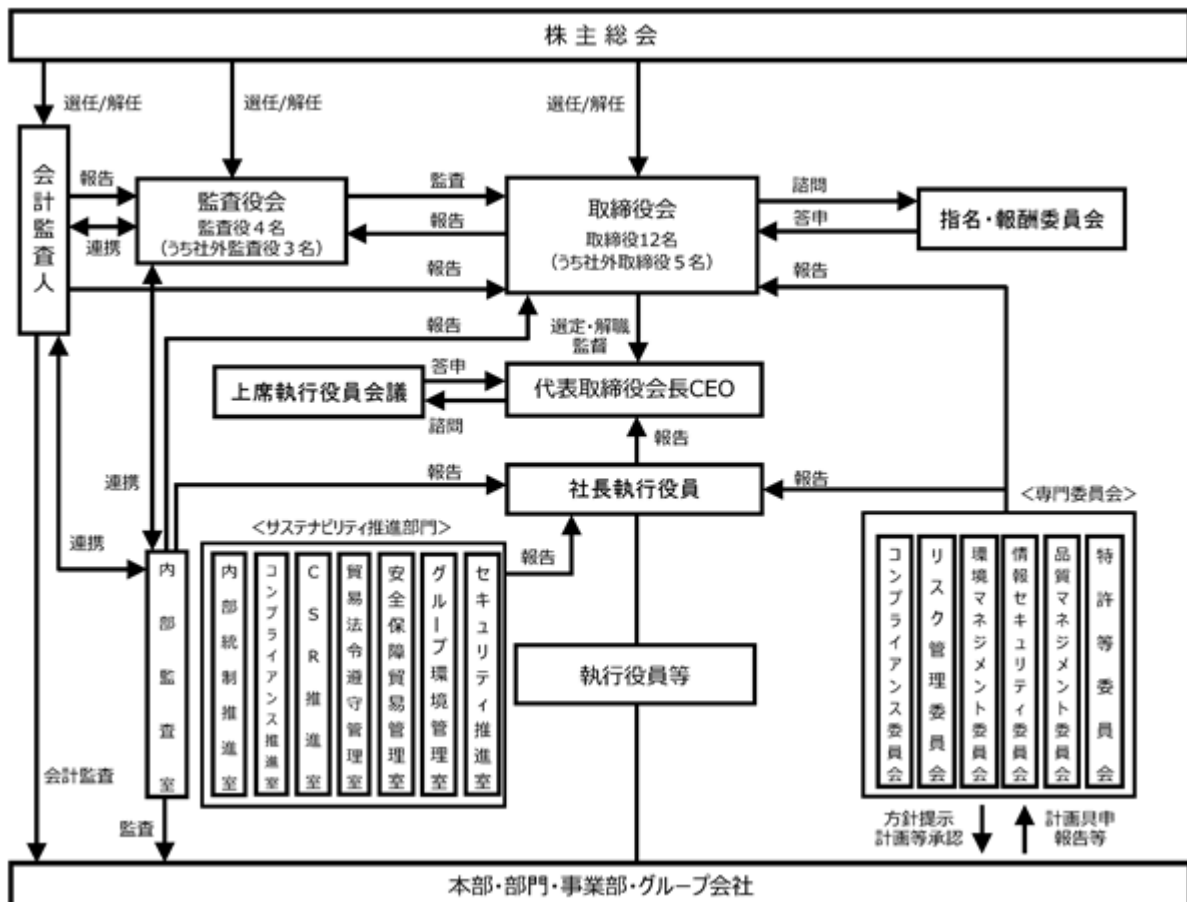 株主総会
選任/解任
選任/解任
選任/解任
会計監査人
報告
連携
監査役会
監査役4名
（うち社外監査役３名）
監査
報告
取締役会
取締役12名
（うち社外取締役５名）
諮問
答申
指名・報酬委員会
報告
報告
報告
選定・解職
監督
上席執行役員会議
答申
諮問
代表取締役会長CEO
報告
連携
報告
社長執行役員
報告
＜専門委員会＞
連携
＜サステナビリティ推進部門＞
報告
内部監査室
内部統制推進室
コンプライアンス推進室
CSR推進室
貿易法令遵守管理室
安全保障貿易管理室
グループ環境管理室
セキュリティ推進室
執行役員等
コンプライアンス委員会
リスク管理委員会
環境マネジメント委員会
情報セキュリティ委員会
品質マネジメント委員会
特許等委員会
会計監査
監査
方針提示
計画等承認
計画具申
報告等
本部・部門・事業部・グループ会社